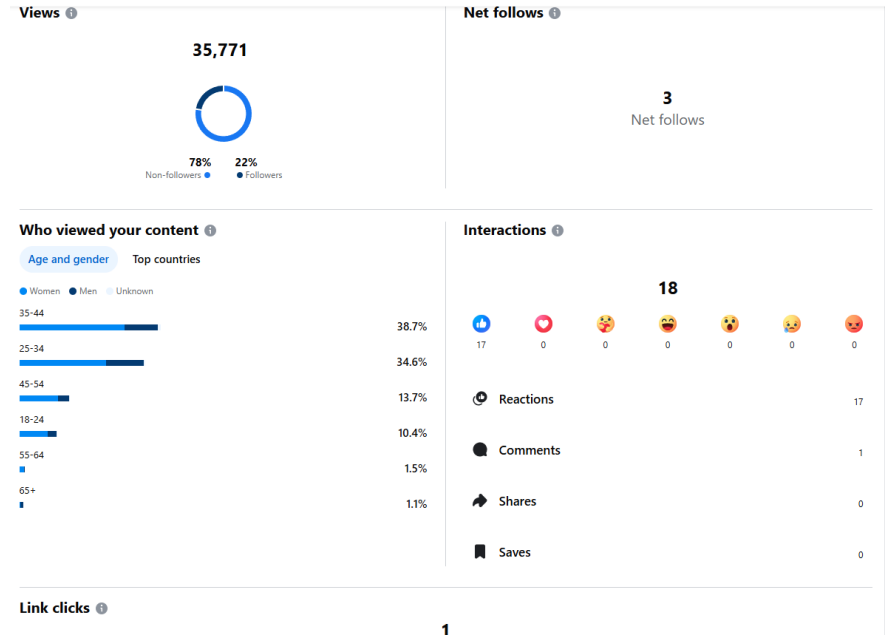 Views
35,771
78% 22%
Non-followers Followers
Net follows
3
Net follows
Who viewed your content
Age and gender Top countries
Women Men Unknown
35-44
38.7%
25-34
34.6%
45-54
13.7%
18-24
10.4%
55-64
1.5%
65+
1.1%
Interactions
18
17 0 0 0 0 0 0
Reactions 17
Comments 1
Shares 0
Saves 0
Link clicks
1